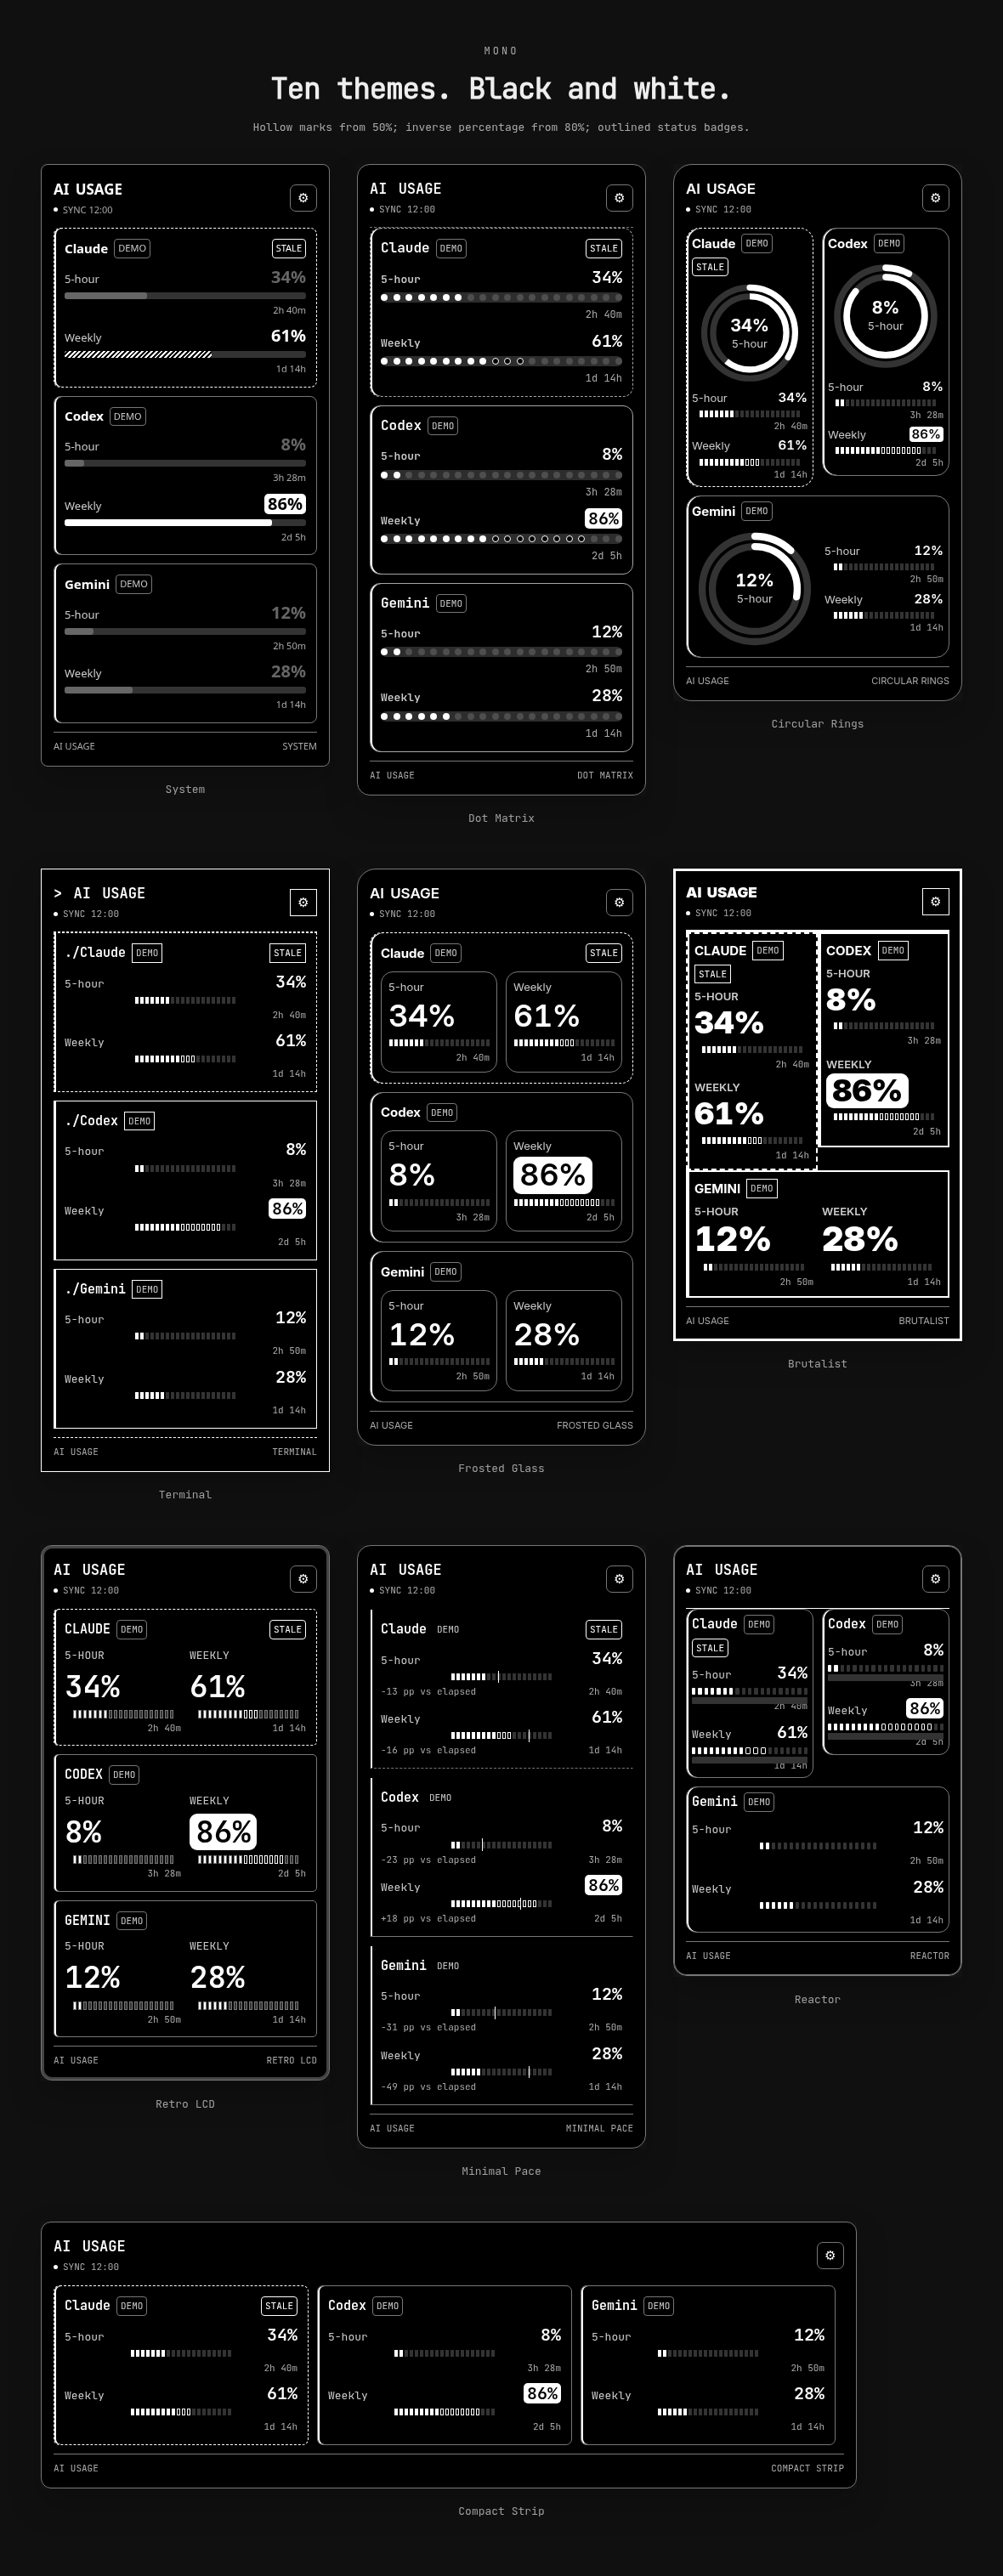 MONO
Ten themes. Black and white.
Hollow marks from 50%; inverse percentage from 80%; outlined status badges.
AI USAGE
SYNC 12:00
Claude DEMO STALE
5-hour 34%
2h 40m
Weekly 61%
1d 14h
Codex DEMO
5-hour 8%
3h 28m
Weekly 86%
2d 5h
Gemini DEMO
5-hour 12%
2h 50m
Weekly 28%
1d 14h
AI USAGE SYSTEM
System
AI USAGE
SYNC 12:00
Claude DEMO STALE
5-hour 34%
2h 40m
Weekly 61%
1d 14h
Codex DEMO
5-hour 8%
3h 28m
Weekly 86%
2d 5h
Gemini DEMO
5-hour 12%
2h 50m
Weekly 28%
1d 14h
AI USAGE DOT MATRIX
Dot Matrix
AI USAGE
SYNC 12:00
Claude DEMO
STALE
34%
5-hour
5-hour 34%
2h 40m
Weekly 61%
1d 14h
Codex DEMO
8%
5-hour
5-hour 8%
3h 28m
Weekly 86%
2d 5h
Gemini DEMO
12%
5-hour
5-hour 12%
2h 50m
Weekly 28%
1d 14h
AI USAGE CIRCULAR RINGS
Circular Rings
> AI USAGE
SYNC 12:00
./Claude DEMO STALE
5-hour 34%
2h 40m
Weekly 61%
1d 14h
./Codex DEMO
5-hour 8%
3h 28m
Weekly 86%
2d 5h
./Gemini DEMO
5-hour 12%
2h 50m
Weekly 28%
1d 14h
AI USAGE TERMINAL
Terminal
AI USAGE
SYNC 12:00
Claude DEMO STALE
5-hour Weekly
34% 61%
2h 40m 1d 14h
Codex DEMO
5-hour Weekly
8% 86%
3h 28m 2d 5h
Gemini DEMO
5-hour Weekly
12% 28%
2h 50m 1d 14h
AI USAGE FROSTED GLASS
Frosted Glass
AI USAGE
SYNC 12:00
CLAUDE DEMO
STALE
5-HOUR
34%
2h 40m
WEEKLY
61%
1d 14h
CODEX DEMO
5-HOUR
8%
3h 28m
WEEKLY
86%
2d 5h
GEMINI DEMO
5-HOUR WEEKLY
12% 28%
2h 50m 1d 14h
AI USAGE BRUTALIST
Brutalist
AI USAGE
SYNC 12:00
CLAUDE DEMO STALE
5-HOUR WEEKLY
34% 61%
2h 40m 1d 14h
CODEX DEMO
5-HOUR WEEKLY
8% 86%
3h 28m 2d 5h
GEMINI DEMO
5-HOUR WEEKLY
12% 28%
2h 50m 1d 14h
AI USAGE RETRO LCD
Retro LCD
AI USAGE
SYNC 12:00
Claude DEMO STALE
5-hour 34%
-13 pp vs elapsed 2h 40m
Weekly 61%
-16 pp vs elapsed 1d 14h
Codex DEMO
5-hour 8%
-23 pp vs elapsed 3h 28m
Weekly 86%
+18 pp vs elapsed 2d 5h
Gemini DEMO
5-hour 12%
-31 pp vs elapsed 2h 50m
Weekly 28%
-49 pp vs elapsed 1d 14h
AI USAGE MINIMAL PACE
Minimal Pace
AI USAGE
SYNC 12:00
Claude DEMO
STALE
5-hour 34%
2h 40m
Weekly 61%
1d 14h
Codex DEMO
5-hour 8%
3h 28m
Weekly 86%
2d 5h
Gemini DEMO
5-hour 12%
2h 50m
Weekly 28%
1d 14h
AI USAGE REACTOR
Reactor
AI USAGE
SYNC 12:00
Claude DEMO STALE
5-hour 34%
2h 40m
Weekly 61%
1d 14h
Codex DEMO
5-hour 8%
3h 28m
Weekly 86%
2d 5h
Gemini DEMO
5-hour 12%
2h 50m
Weekly 28%
1d 14h
AI USAGE COMPACT STRIP
Compact Strip